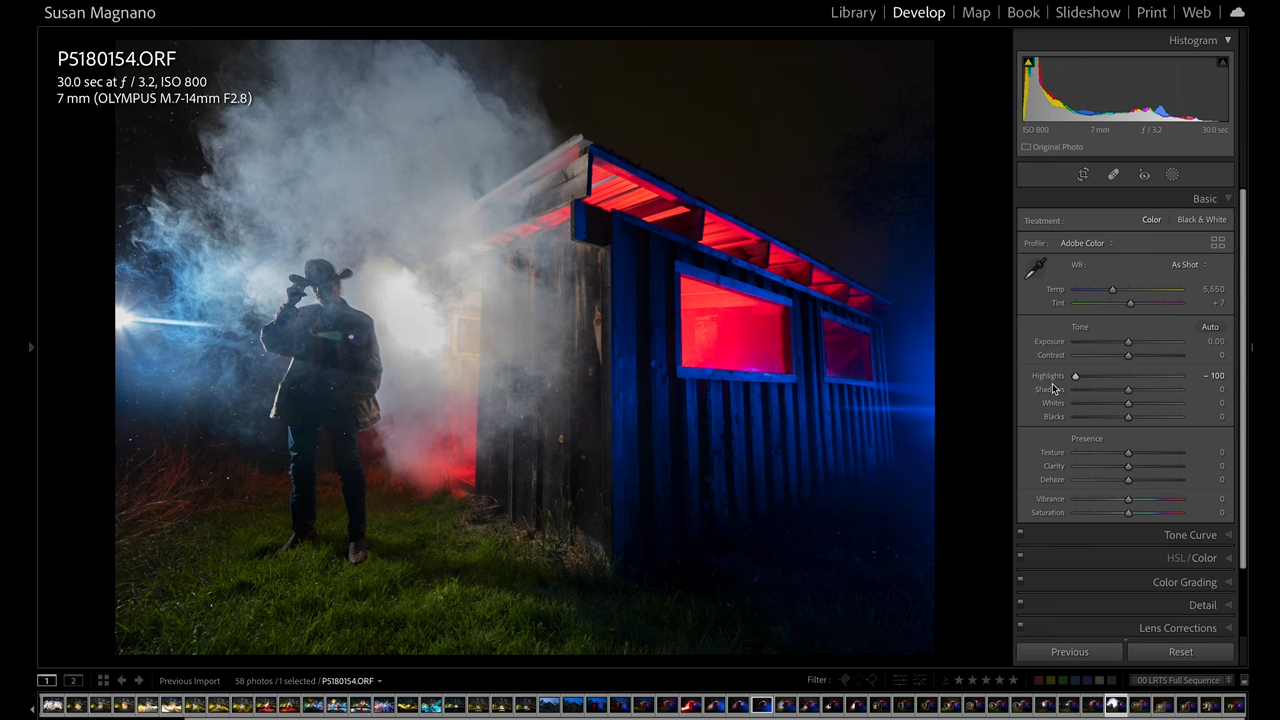 Susan Magnano
Library | Develop | Map | Book | Slideshow | Print | Web
P5180154.ORF
30.0 sec at ƒ / 3.2, ISO 800
7 mm (OLYMPUS M.7-14mm F2.8)
Histogram
ISO 800 7 mm ƒ / 3.2 30.0 sec
Original Photo
Basic
Treatment : Color Black & White
Profile : Adobe Color
WB : As Shot
Temp 5,550
Tint + 7
Tone Auto
Exposure 0.00
Contrast 0
Highlights – 100
Shadows 0
Whites 0
Blacks 0
Presence
Texture 0
Clarity 0
Dehaze 0
Vibrance 0
Saturation 0
Tone Curve
HSL / Color
Color Grading
Detail
Lens Corrections
Previous Reset
1 2 Previous Import 58 photos / 1 selected / P5180154.ORF Filter : 00 LRTS Full Sequence